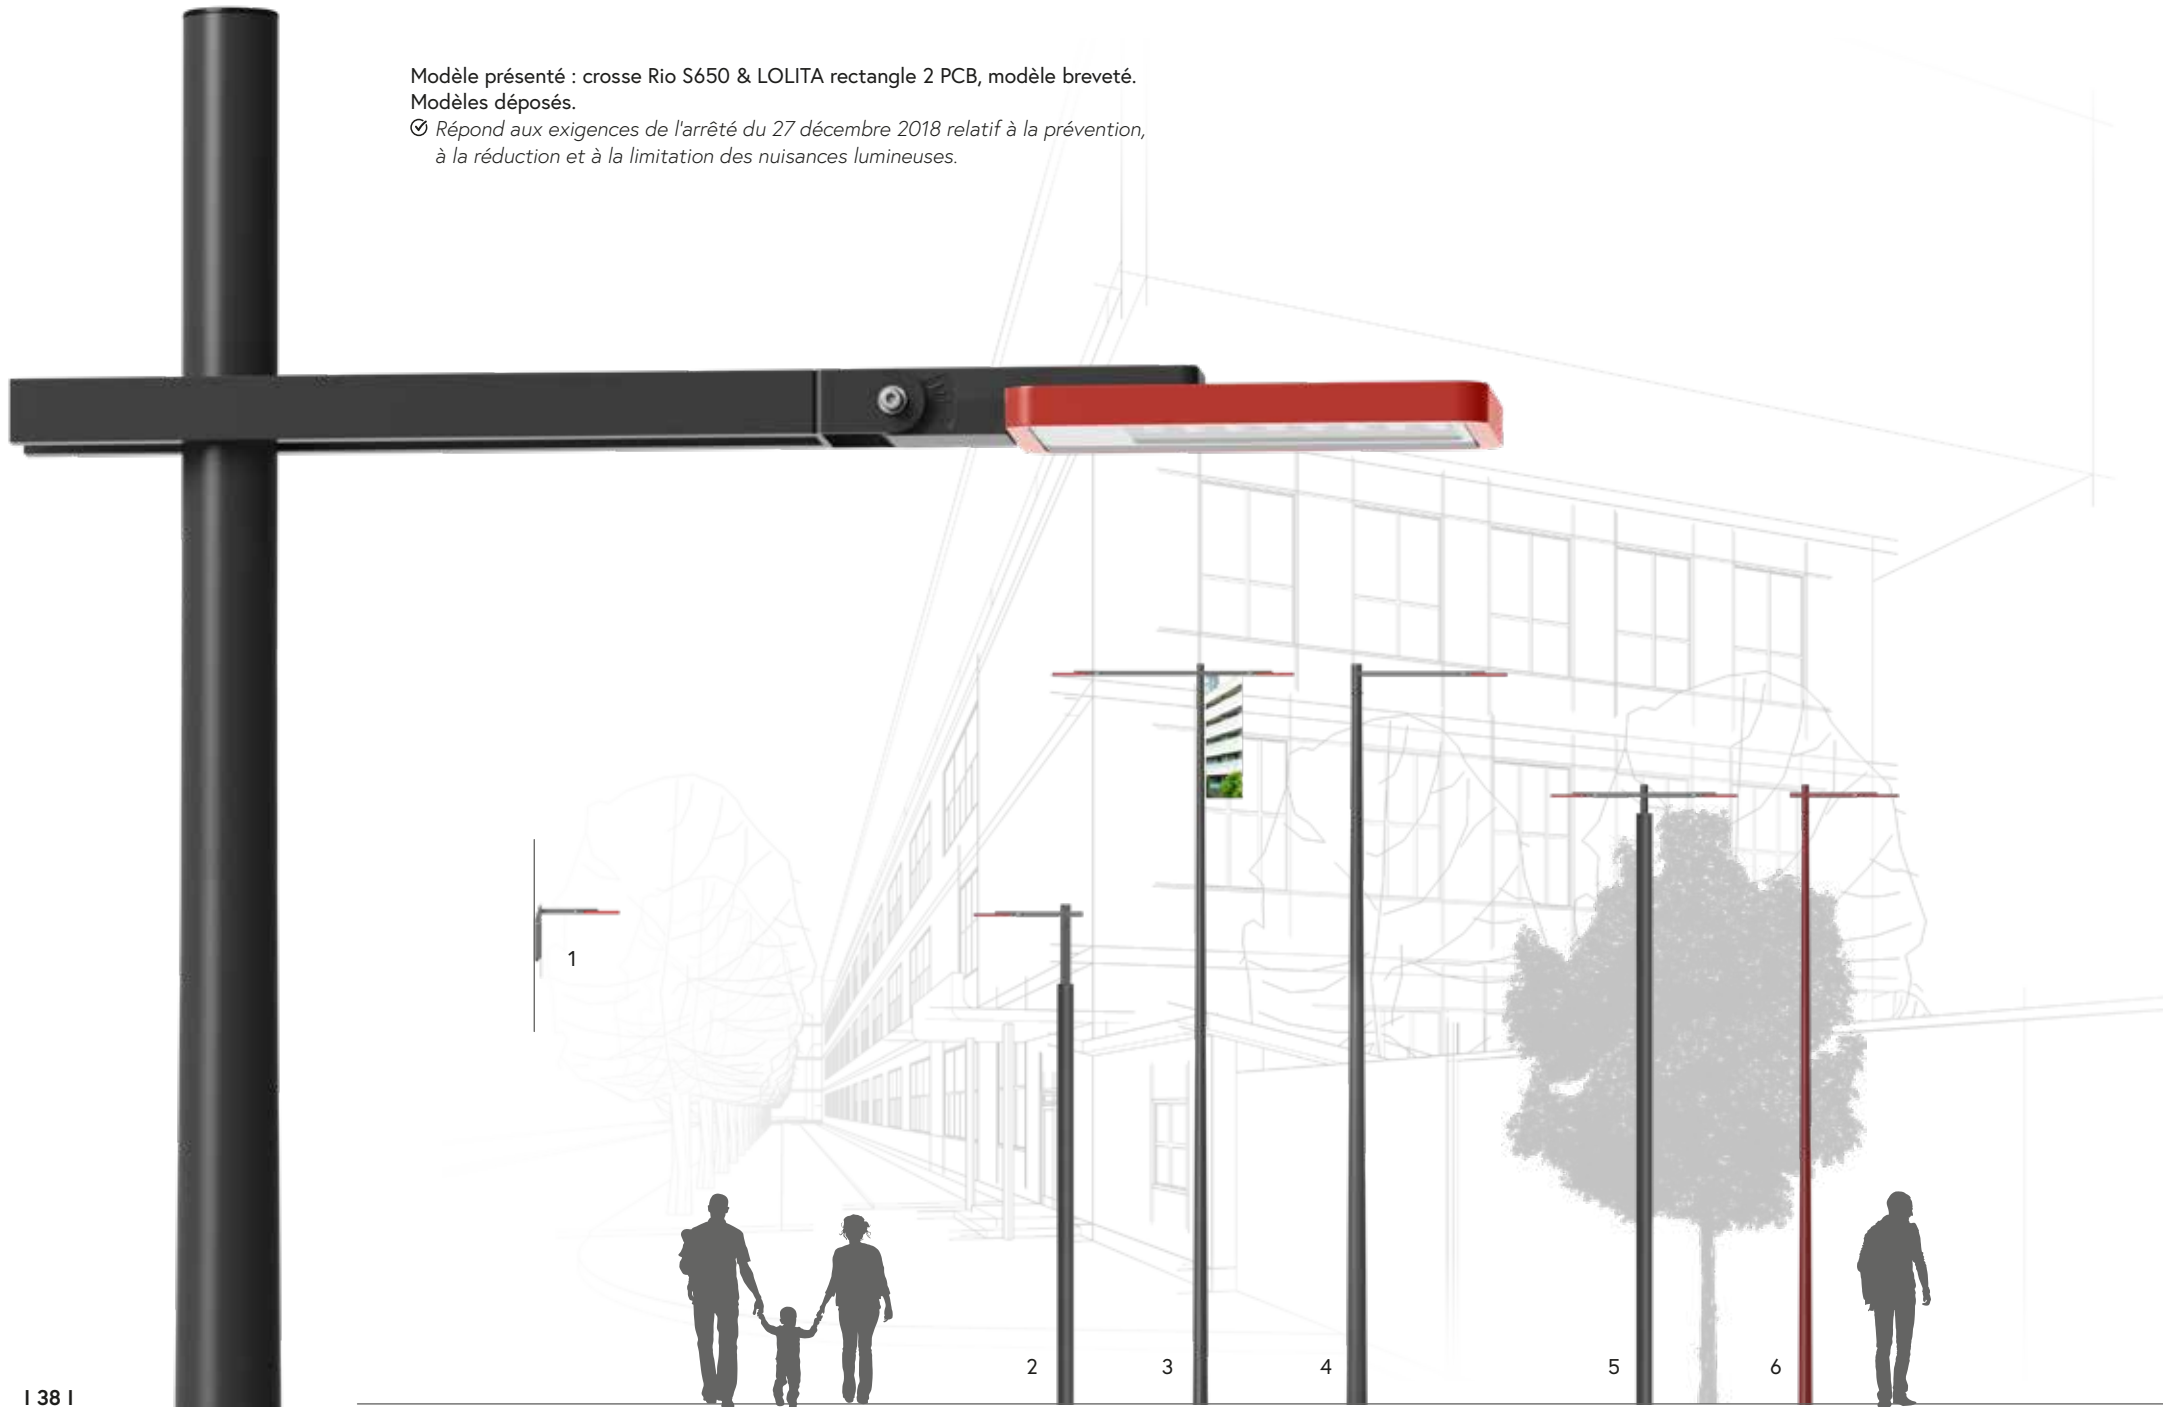 Modèle présenté : crosse Rio S650 & LOLITA rectangle 2 PCB, modèle breveté.
Modèles déposés.
Répond aux exigences de l'arrêté du 27 décembre 2018 relatif à la prévention,
à la réduction et à la limitation des nuisances lumineuses.
1
2
3
4
5
6
I 38 I